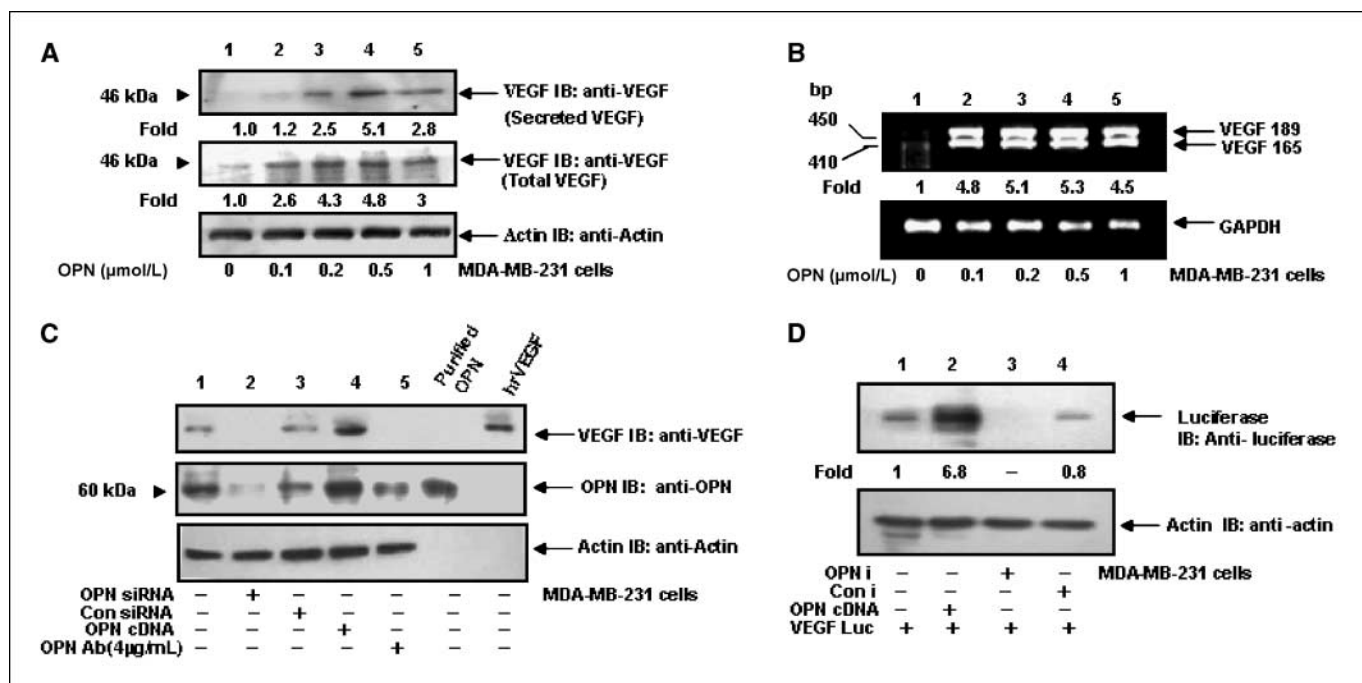 A
1 2 3 4 5
46 kDa
VEGF IB: anti-VEGF
(Secreted VEGF)
Fold 1.0 1.2 2.5 5.1 2.8
46 kDa
VEGF IB: anti-VEGF
(Total VEGF)
Fold 1.0 2.6 4.3 4.8 3
Actin IB: anti-Actin
OPN (µmol/L) 0 0.1 0.2 0.5 1 MDA-MB-231 cells
B
bp 1 2 3 4 5
450
410
VEGF 189
VEGF 165
Fold 1 4.8 5.1 5.3 4.5
GAPDH
OPN (µmol/L) 0 0.1 0.2 0.5 1 MDA-MB-231 cells
C
1 2 3 4 5 Purified OPN hrVEGF
VEGF IB: anti-VEGF
60 kDa
OPN IB: anti-OPN
Actin IB: anti-Actin
OPN siRNA – + – – – – – MDA-MB-231 cells
Con siRNA – – + – – – –
OPN cDNA – – – + – – –
OPN Ab(4µg/mL) – – – – + – –
D
1 2 3 4
Luciferase
IB: Anti- luciferase
Fold 1 6.8 – 0.8
Actin IB: anti -actin
OPN i – – + – MDA-MB-231 cells
Con i – – – +
OPN cDNA – + – –
VEGF Luc + + + +